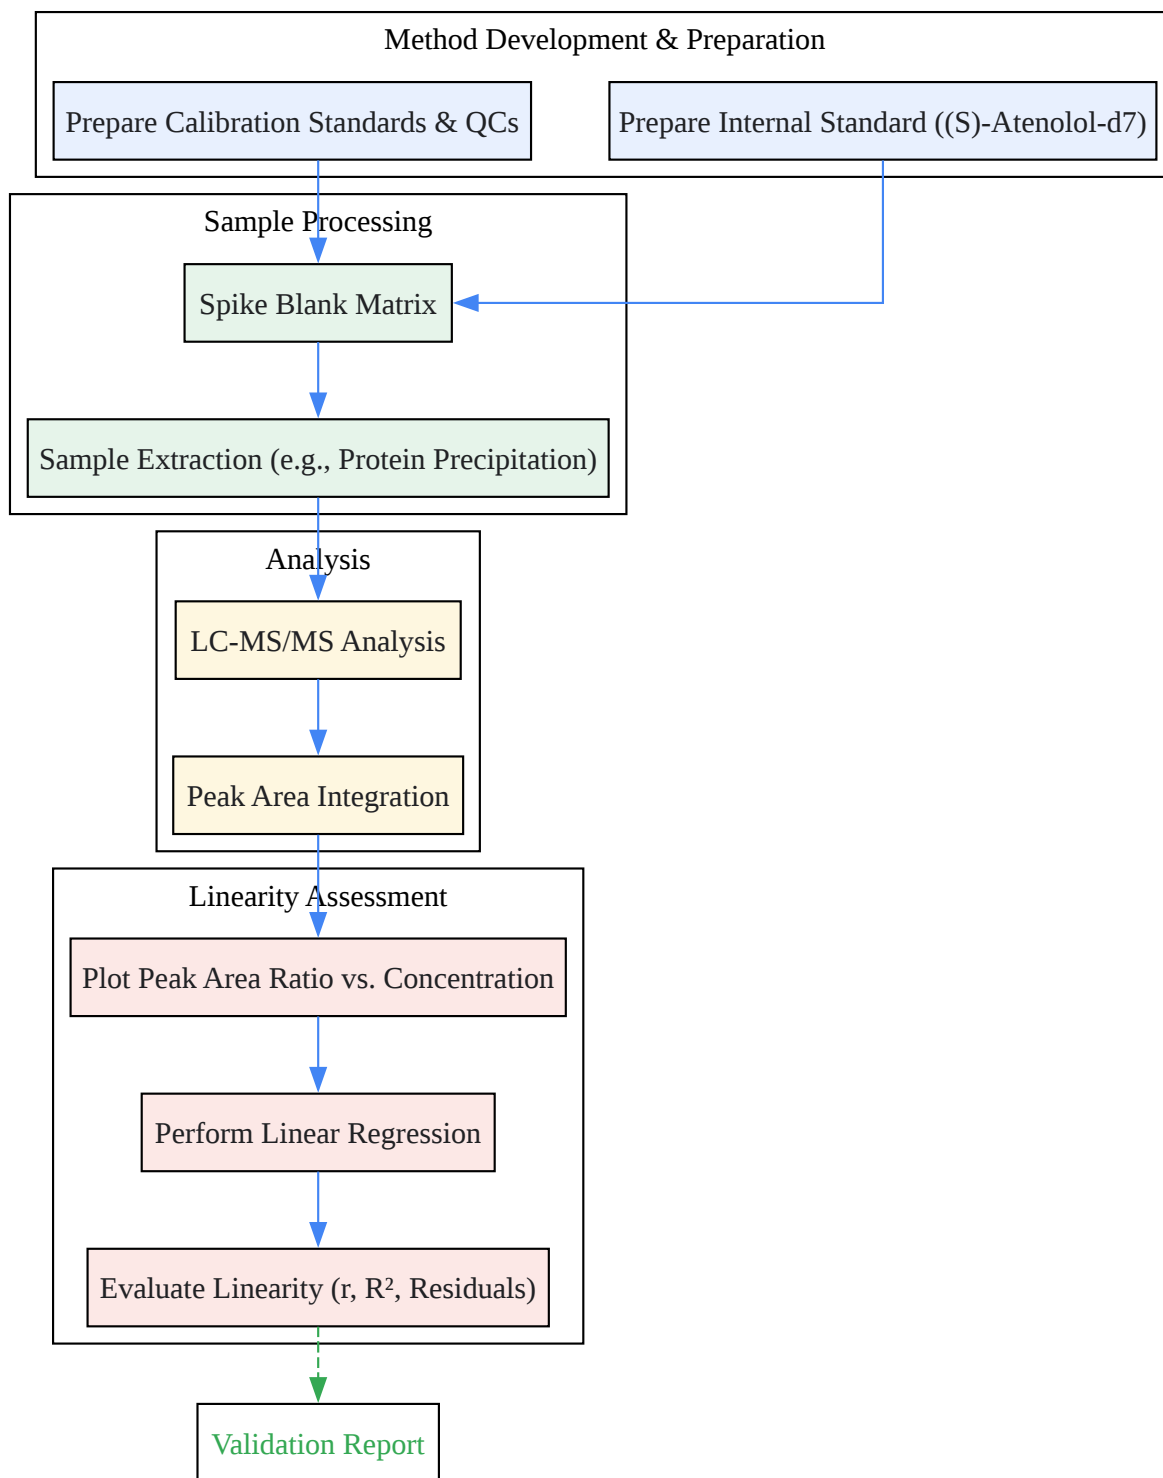 Method Development & Preparation
Prepare Calibration Standards & QCs
Prepare Internal Standard ((S)-Atenolol-d7)
Sample Processing
Spike Blank Matrix
Sample Extraction (e.g., Protein Precipitation)
Analysis
LC-MS/MS Analysis
Peak Area Integration
Linearity Assessment
Plot Peak Area Ratio vs. Concentration
Perform Linear Regression
Evaluate Linearity (r, R², Residuals)
Validation Report